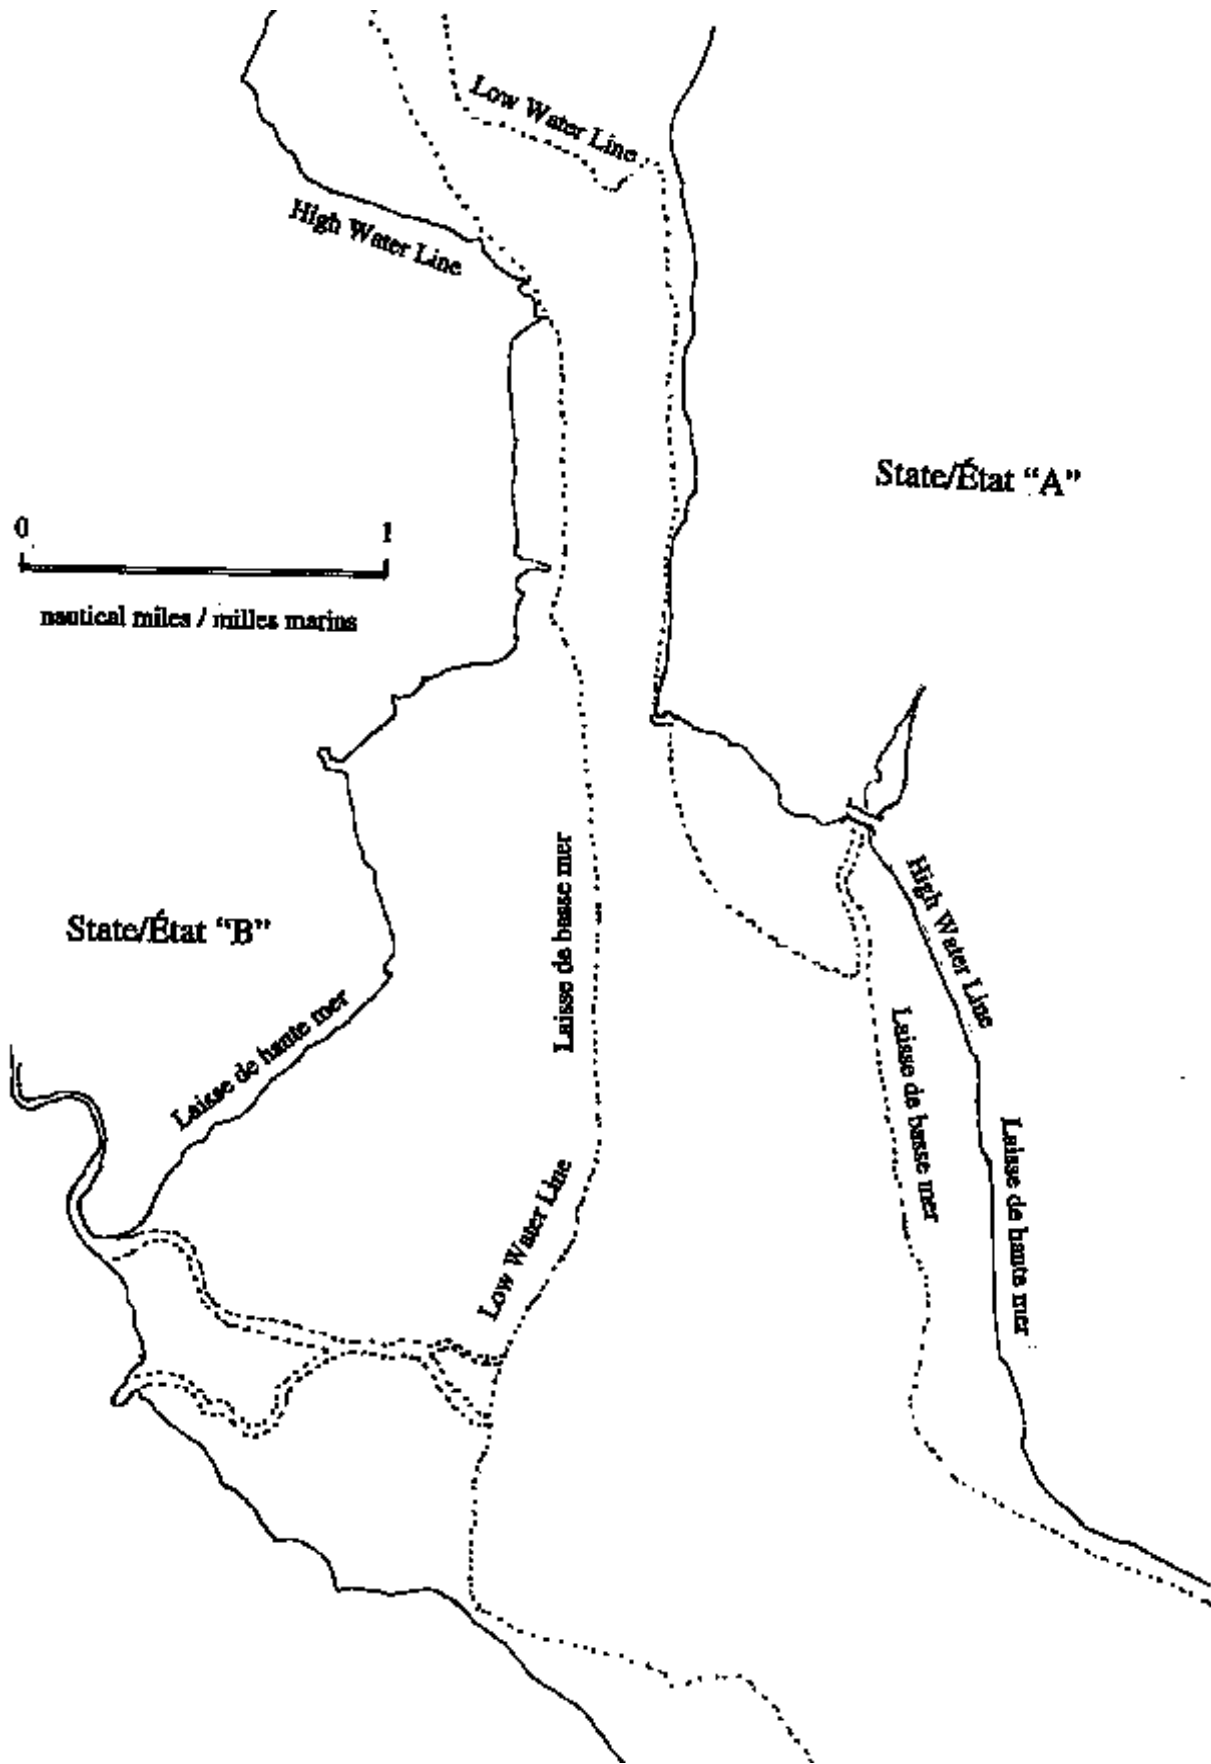 Low Water Line
High Water Line
State/État "A"
0 1
nautical miles / milles marins
Laisse de basse mer
High Water Line
State/État "B"
Laisse de haute mer
Laisse de basse mer
Laisse de haute mer
Low Water Line